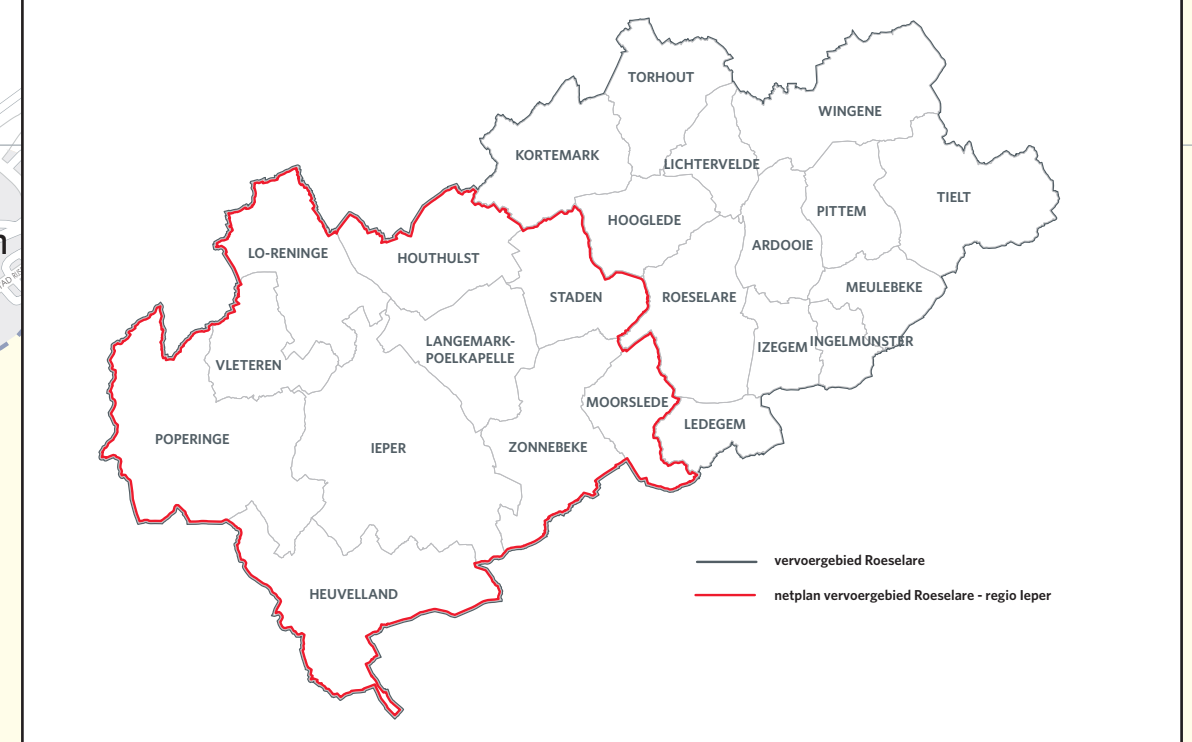 TORHOUT
WINGENE
KORTEMARK
LICHTERVELDE
TIELT
PITTEM
HOOGLEDE
ARDOOIE
LO-RENINGE
HOUTHULST
MEULEBEKE
STADEN
ROESELARE
LANGEMARK-
POELKAPELLE
IZEGEM
INGELMUNSTER
VLETEREN
MOORSLEDE
LEDEGEM
POPERINGE
IEPER
ZONNEBEKE
HEUVELLAND
vervoergebied Roeselare
netplan vervoergebied Roeselare - regio Ieper